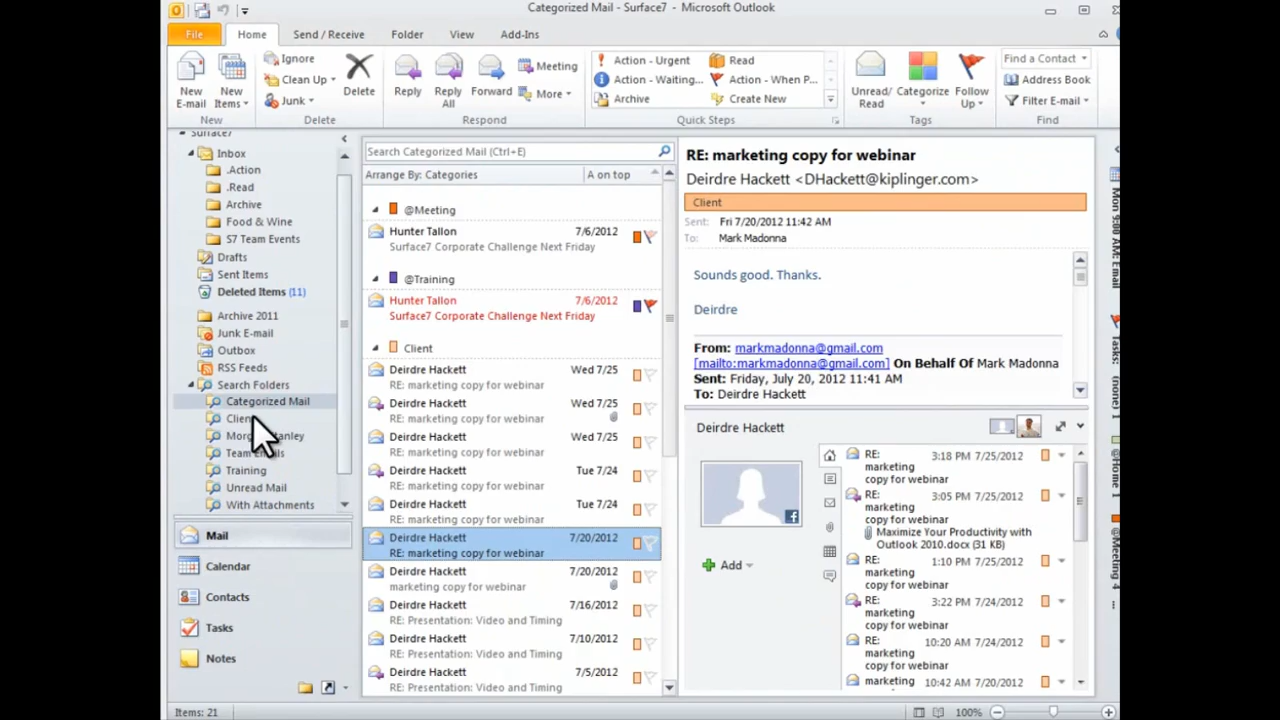 Categorized Mail - Surface7 - Microsoft Outlook
File Home Send / Receive Folder View Add-Ins
New E-mail
New Items
Ignore
Clean Up
Junk
Delete
Reply
Reply All
Forward
Meeting
More
Action - Urgent
Action - Waiting...
Archive
Read
Action - When P...
Create New
Unread/ Read
Categorize
Follow Up
Find a Contact
Address Book
Filter E-mail
New Delete Respond Quick Steps Tags Find
Surface7
Inbox
.Action
.Read
Archive
Food & Wine
S7 Team Events
Drafts
Sent Items
Deleted Items (11)
Archive 2011
Junk E-mail
Outbox
RSS Feeds
Search Folders
Categorized Mail
Training
Unread Mail
With Attachments
Mail
Calendar
Contacts
Tasks
Notes
Search Categorized Mail (Ctrl+E)
Arrange By: Categories A on top
@Meeting
Hunter Tallon 7/6/2012
Surface7 Corporate Challenge Next Friday
@Training
Hunter Tallon 7/6/2012
Surface7 Corporate Challenge Next Friday
Client
Deirdre Hackett Wed 7/25
RE: marketing copy for webinar
Deirdre Hackett Wed 7/25
RE: marketing copy for webinar
Deirdre Hackett Wed 7/25
RE: marketing copy for webinar
Deirdre Hackett Tue 7/24
RE: marketing copy for webinar
Deirdre Hackett Tue 7/24
RE: marketing copy for webinar
Deirdre Hackett 7/20/2012
RE: marketing copy for webinar
Deirdre Hackett 7/20/2012
marketing copy for webinar
Deirdre Hackett 7/16/2012
RE: Presentation: Video and Timing
Deirdre Hackett 7/10/2012
RE: Presentation: Video and Timing
Deirdre Hackett 7/5/2012
RE: Presentation: Video and Timing
RE: marketing copy for webinar
Deirdre Hackett <DHackett@kiplinger.com>
Client
Sent: Fri 7/20/2012 11:42 AM
To: Mark Madonna
Sounds good. Thanks.
Deirdre
From: markmadonna@gmail.com
[mailto:markmadonna@gmail.com] On Behalf Of Mark Madonna
Sent: Friday, July 20, 2012 11:41 AM
To: Deirdre Hackett
Deirdre Hackett
Add
RE: 3:18 PM 7/25/2012
marketing
copy for webinar
RE: 3:05 PM 7/25/2012
marketing
copy for webinar
Maximize Your Productivity with
Outlook 2010.docx (31 KB)
RE: 1:10 PM 7/25/2012
marketing
copy for webinar
RE: 3:22 PM 7/24/2012
marketing
copy for webinar
RE: 10:20 AM 7/24/2012
marketing
copy for webinar
marketing 10:42 AM 7/20/2012
Mon 9:00 AM: Email
Tasks: (none) 1
@Home 1
@Meeting 4
Items: 21
100%